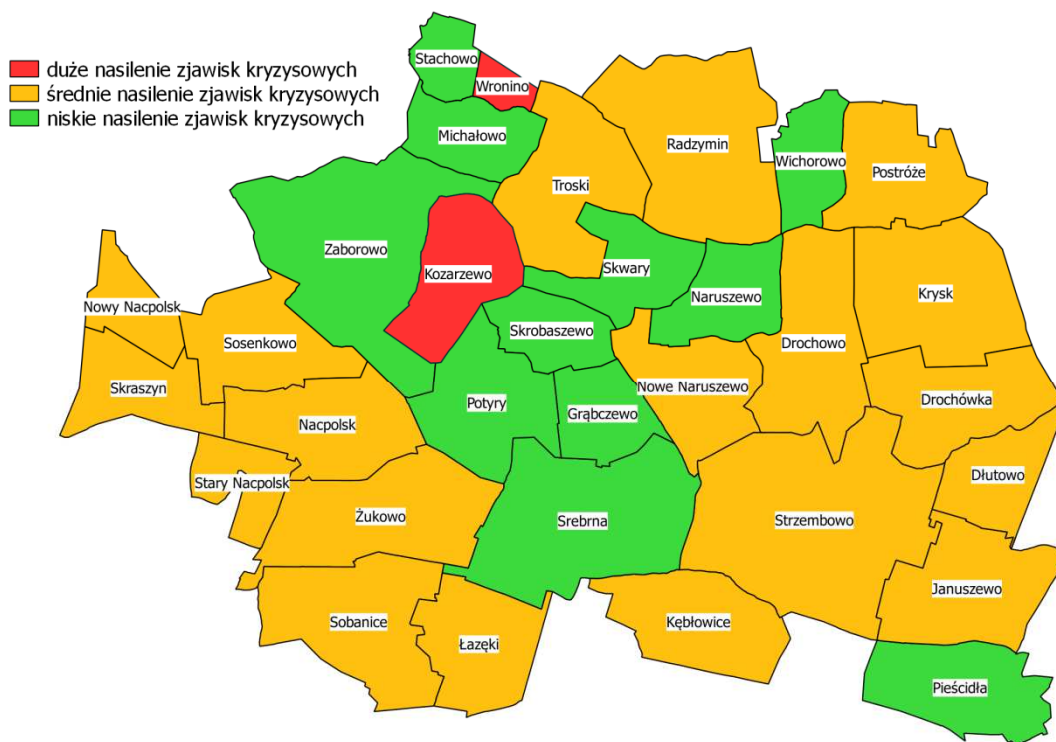 duże nasilenie zjawisk kryzysowych
średnie nasilenie zjawisk kryzysowych
niskie nasilenie zjawisk kryzysowych
Stachowo
Wronino
Michałowo
Radzymin
Wichorowo
Postróże
Troski
Zaborowo
Kozarzewo
Skwary
Naruszewo
Krysk
Nowy Nacpolsk
Sosenkowo
Skrobaszewo
Drochowo
Skraszyn
Nowe Naruszewo
Drochówka
Potyry
Grąbczewo
Nacpolsk
Stary Nacpolsk
Dłutowo
Żukowo
Srebrna
Strzembowo
Januszewo
Sobanice
Łazęki
Kębłowice
Pieścidła